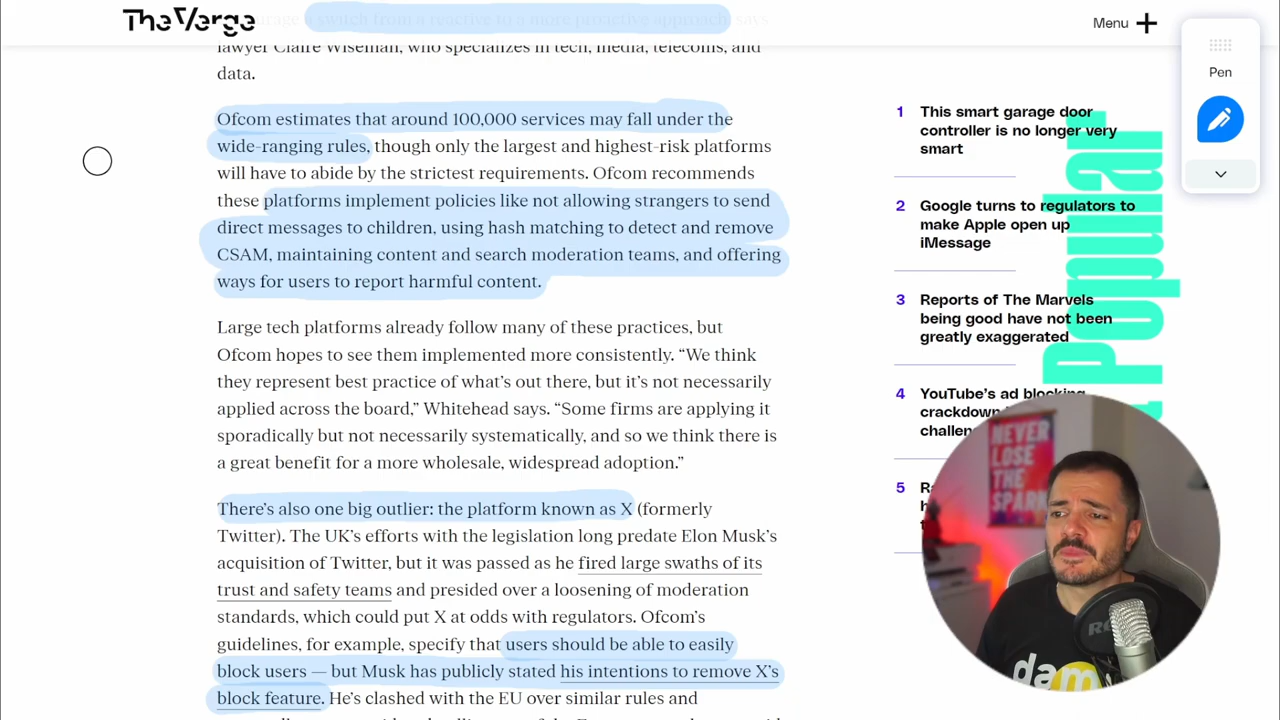 The Verge
Menu
Pen
a switch from a reactive to a more proactive approach, says
lawyer Claire Wiseman, who specializes in tech, media, telecoms, and
data.
Ofcom estimates that around 100,000 services may fall under the
wide-ranging rules, though only the largest and highest-risk platforms
will have to abide by the strictest requirements. Ofcom recommends
these platforms implement policies like not allowing strangers to send
direct messages to children, using hash matching to detect and remove
CSAM, maintaining content and search moderation teams, and offering
ways for users to report harmful content.
Large tech platforms already follow many of these practices, but
Ofcom hopes to see them implemented more consistently. “We think
they represent best practice of what’s out there, but it’s not necessarily
applied across the board,” Whitehead says. “Some firms are applying it
sporadically but not necessarily systematically, and so we think there is
a great benefit for a more wholesale, widespread adoption.”
There’s also one big outlier: the platform known as X (formerly
Twitter). The UK’s efforts with the legislation long predate Elon Musk’s
acquisition of Twitter, but it was passed as he fired large swaths of its
trust and safety teams and presided over a loosening of moderation
standards, which could put X at odds with regulators. Ofcom’s
guidelines, for example, specify that users should be able to easily
block users — but Musk has publicly stated his intentions to remove X’s
block feature. He’s clashed with the EU over similar rules and
Popular
1 This smart garage door
controller is no longer very
smart
2 Google turns to regulators to
make Apple open up
iMessage
3 Reports of The Marvels
being good have not been
greatly exaggerated
4 YouTube’s ad blocking
crackdown
5
NEVER
LOSE
THE
SPARK